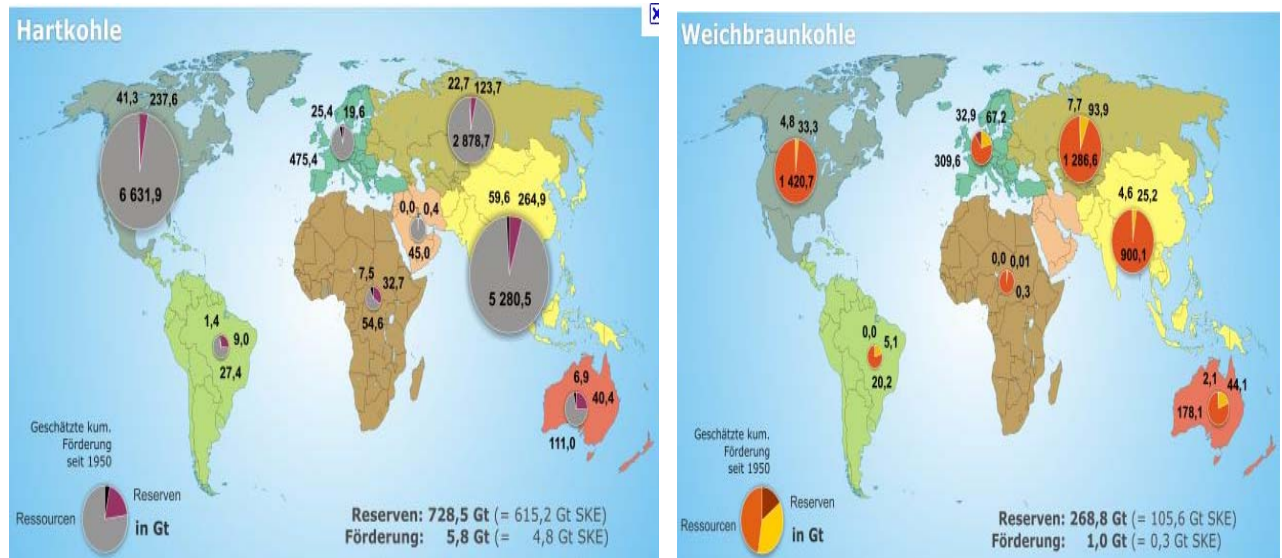 Hartkohle
41,3 237,6
6 631,9
25,4 19,6
475,4
22,7 123,7
2 878,7
0,0 0,4
45,0
59,6 264,9
5 280,5
7,5 32,7
54,6
1,4 9,0
27,4
6,9 40,4
111,0
Geschätzte kum.
Förderung
seit 1950
Reserven
Ressourcen
in Gt
Reserven: 728,5 Gt (= 615,2 Gt SKE)
Förderung: 5,8 Gt (= 4,8 Gt SKE)
Weichbraunkohle
4,8 33,3
1 420,7
32,9 67,2
309,6
7,7 93,9
1 286,6
4,6 25,2
900,1
0,0 0,01
0,3
0,0 5,1
20,2
2,1 44,1
178,1
Geschätzte kum.
Förderung
seit 1950
Reserven
Ressourcen
in Gt
Reserven: 268,8 Gt (= 105,6 Gt SKE)
Förderung: 1,0 Gt (= 0,3 Gt SKE)